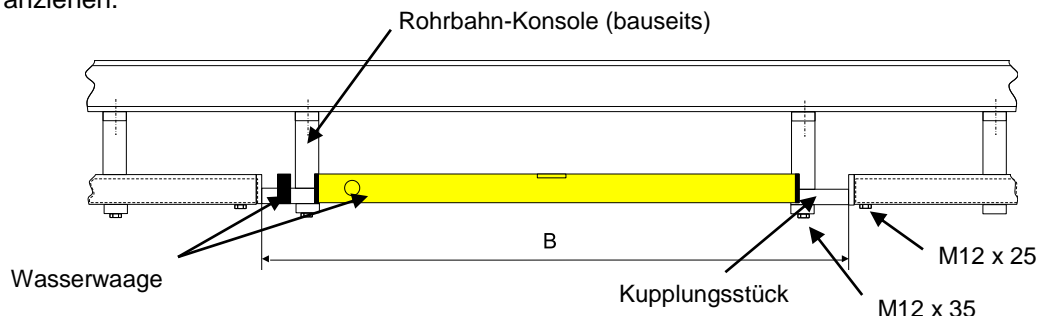 anziehen.
Rohrbahn-Konsole (bauseits)
B
M12 x 25
Wasserwaage
Kupplungsstück
M12 x 35